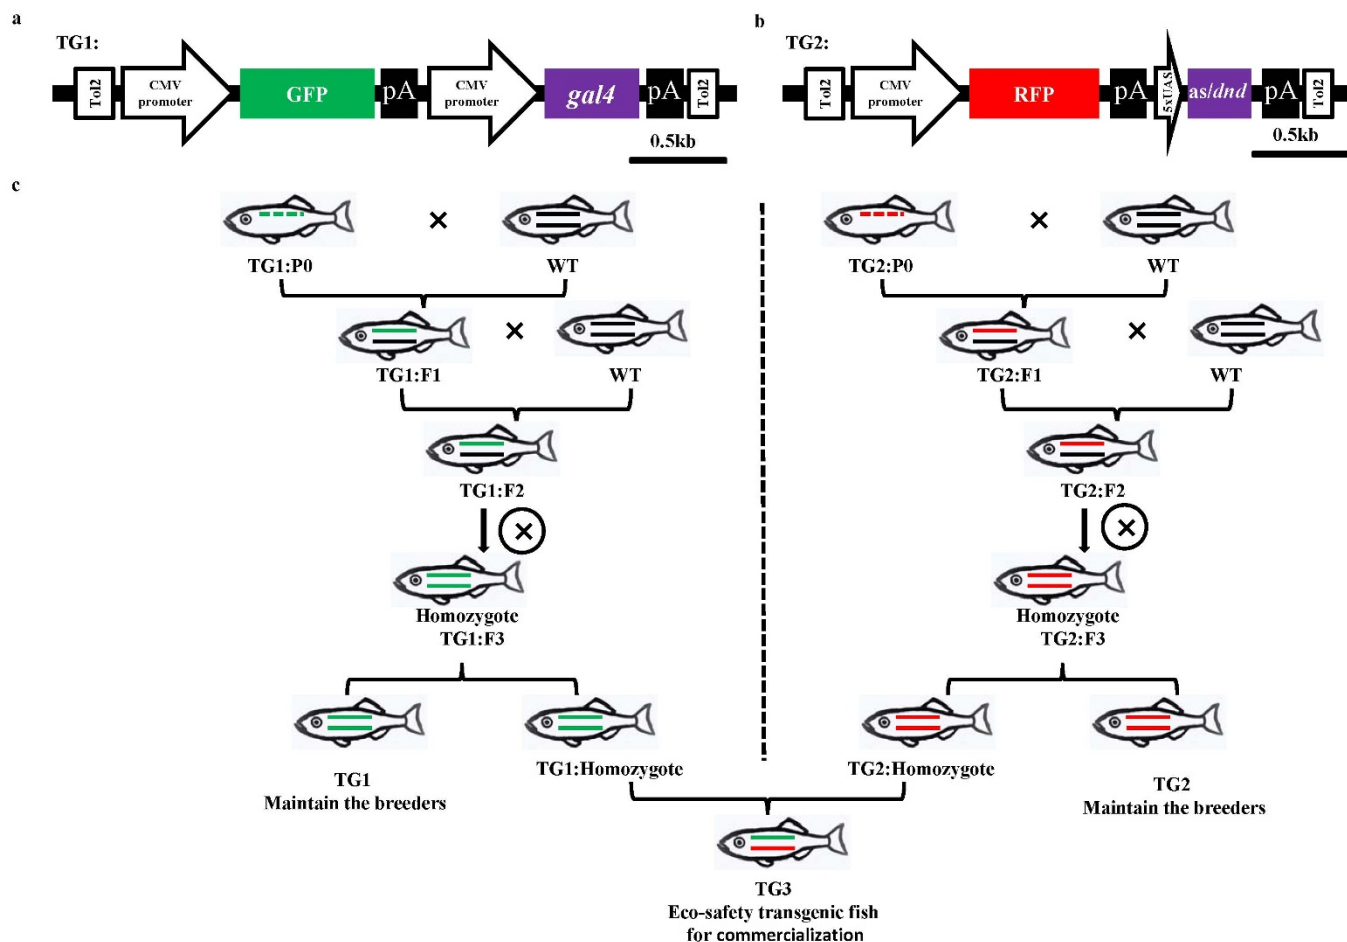 a
TG1:
Tol2
CMV
promoter
GFP
pA
CMV
promoter
gal4
pA
Tol2
0.5kb
b
TG2:
Tol2
CMV
promoter
RFP
pA
5xUAS
as/dnd
pA
Tol2
0.5kb
c
TG1:P0
×
WT
TG2:P0
×
WT
TG1:F1
×
WT
TG2:F1
×
WT
TG1:F2
TG2:F2
×
×
Homozygote
TG1:F3
Homozygote
TG2:F3
TG1
Maintain the breeders
TG1:Homozygote
TG2:Homozygote
TG2
Maintain the breeders
TG3
Eco-safety transgenic fish
for commercialization